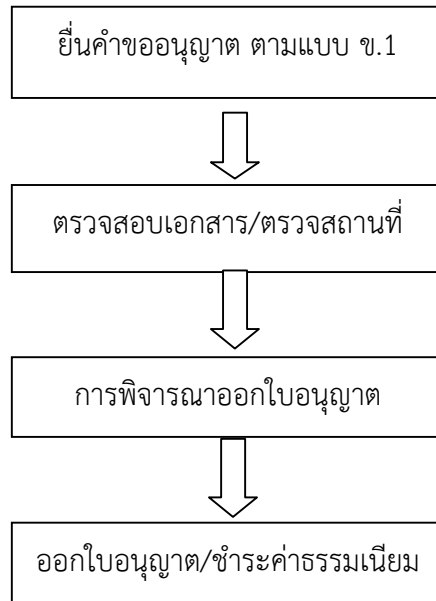 ยื่นคำขออนุญาต ตามแบบ ข.1
ตรวจสอบเอกสาร/ตรวจสถานที่
การพิจารณาออกใบอนุญาต
ออกใบอนุญาต/ชำระค่าธรรมเนียม